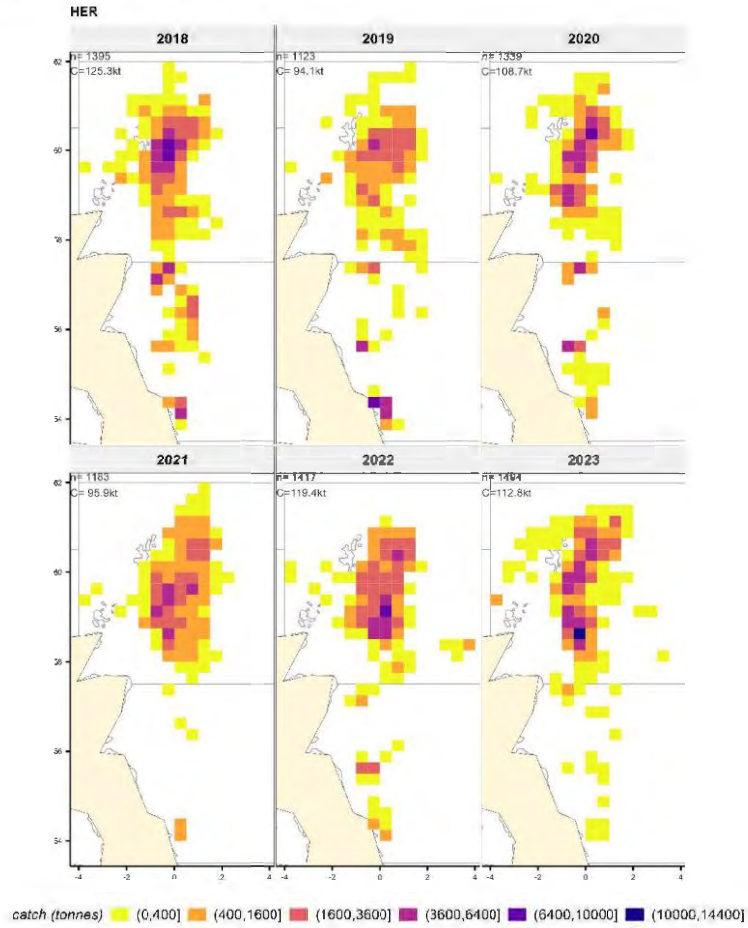 HER
2018 2019 2020
n= 1395 n= 1123 n= 1339
C=125.3kt C= 94.1kt C=108.7kt
62
60
58
56
54
2021 2022 2023
n= 1183 n= 1417 n= 1494
C= 95.9kt C=119.4kt C=112.8kt
62
60
58
56
54
-4 -2 0 2 4 -4 -2 0 2 4 -4 -2 0 2 4
catch (tonnes) (0,400] (400,1600] (1600,3600] (3600,6400] (6400,10000] (10000,14400]